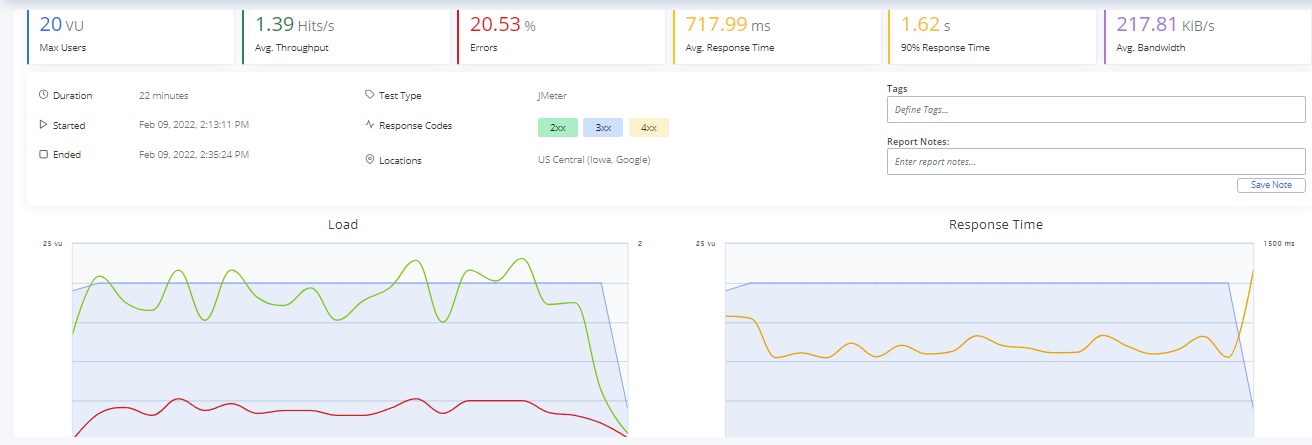 20 VU
Max Users
1.39 Hits/s
Avg. Throughput
20.53 %
Errors
717.99 ms
Avg. Response Time
1.62 s
90% Response Time
217.81 KiB/s
Avg. Bandwidth
Duration 22 minutes
Started Feb 09, 2022, 2:13:11 PM
Ended Feb 09, 2022, 2:35:24 PM
Test Type JMeter
Response Codes 2xx 3xx 4xx
Locations US Central (Iowa, Google)
Tags
Define Tags...
Report Notes:
Enter report notes...
Save Note
Load
25 vu 2
Response Time
25 vu 1500 ms